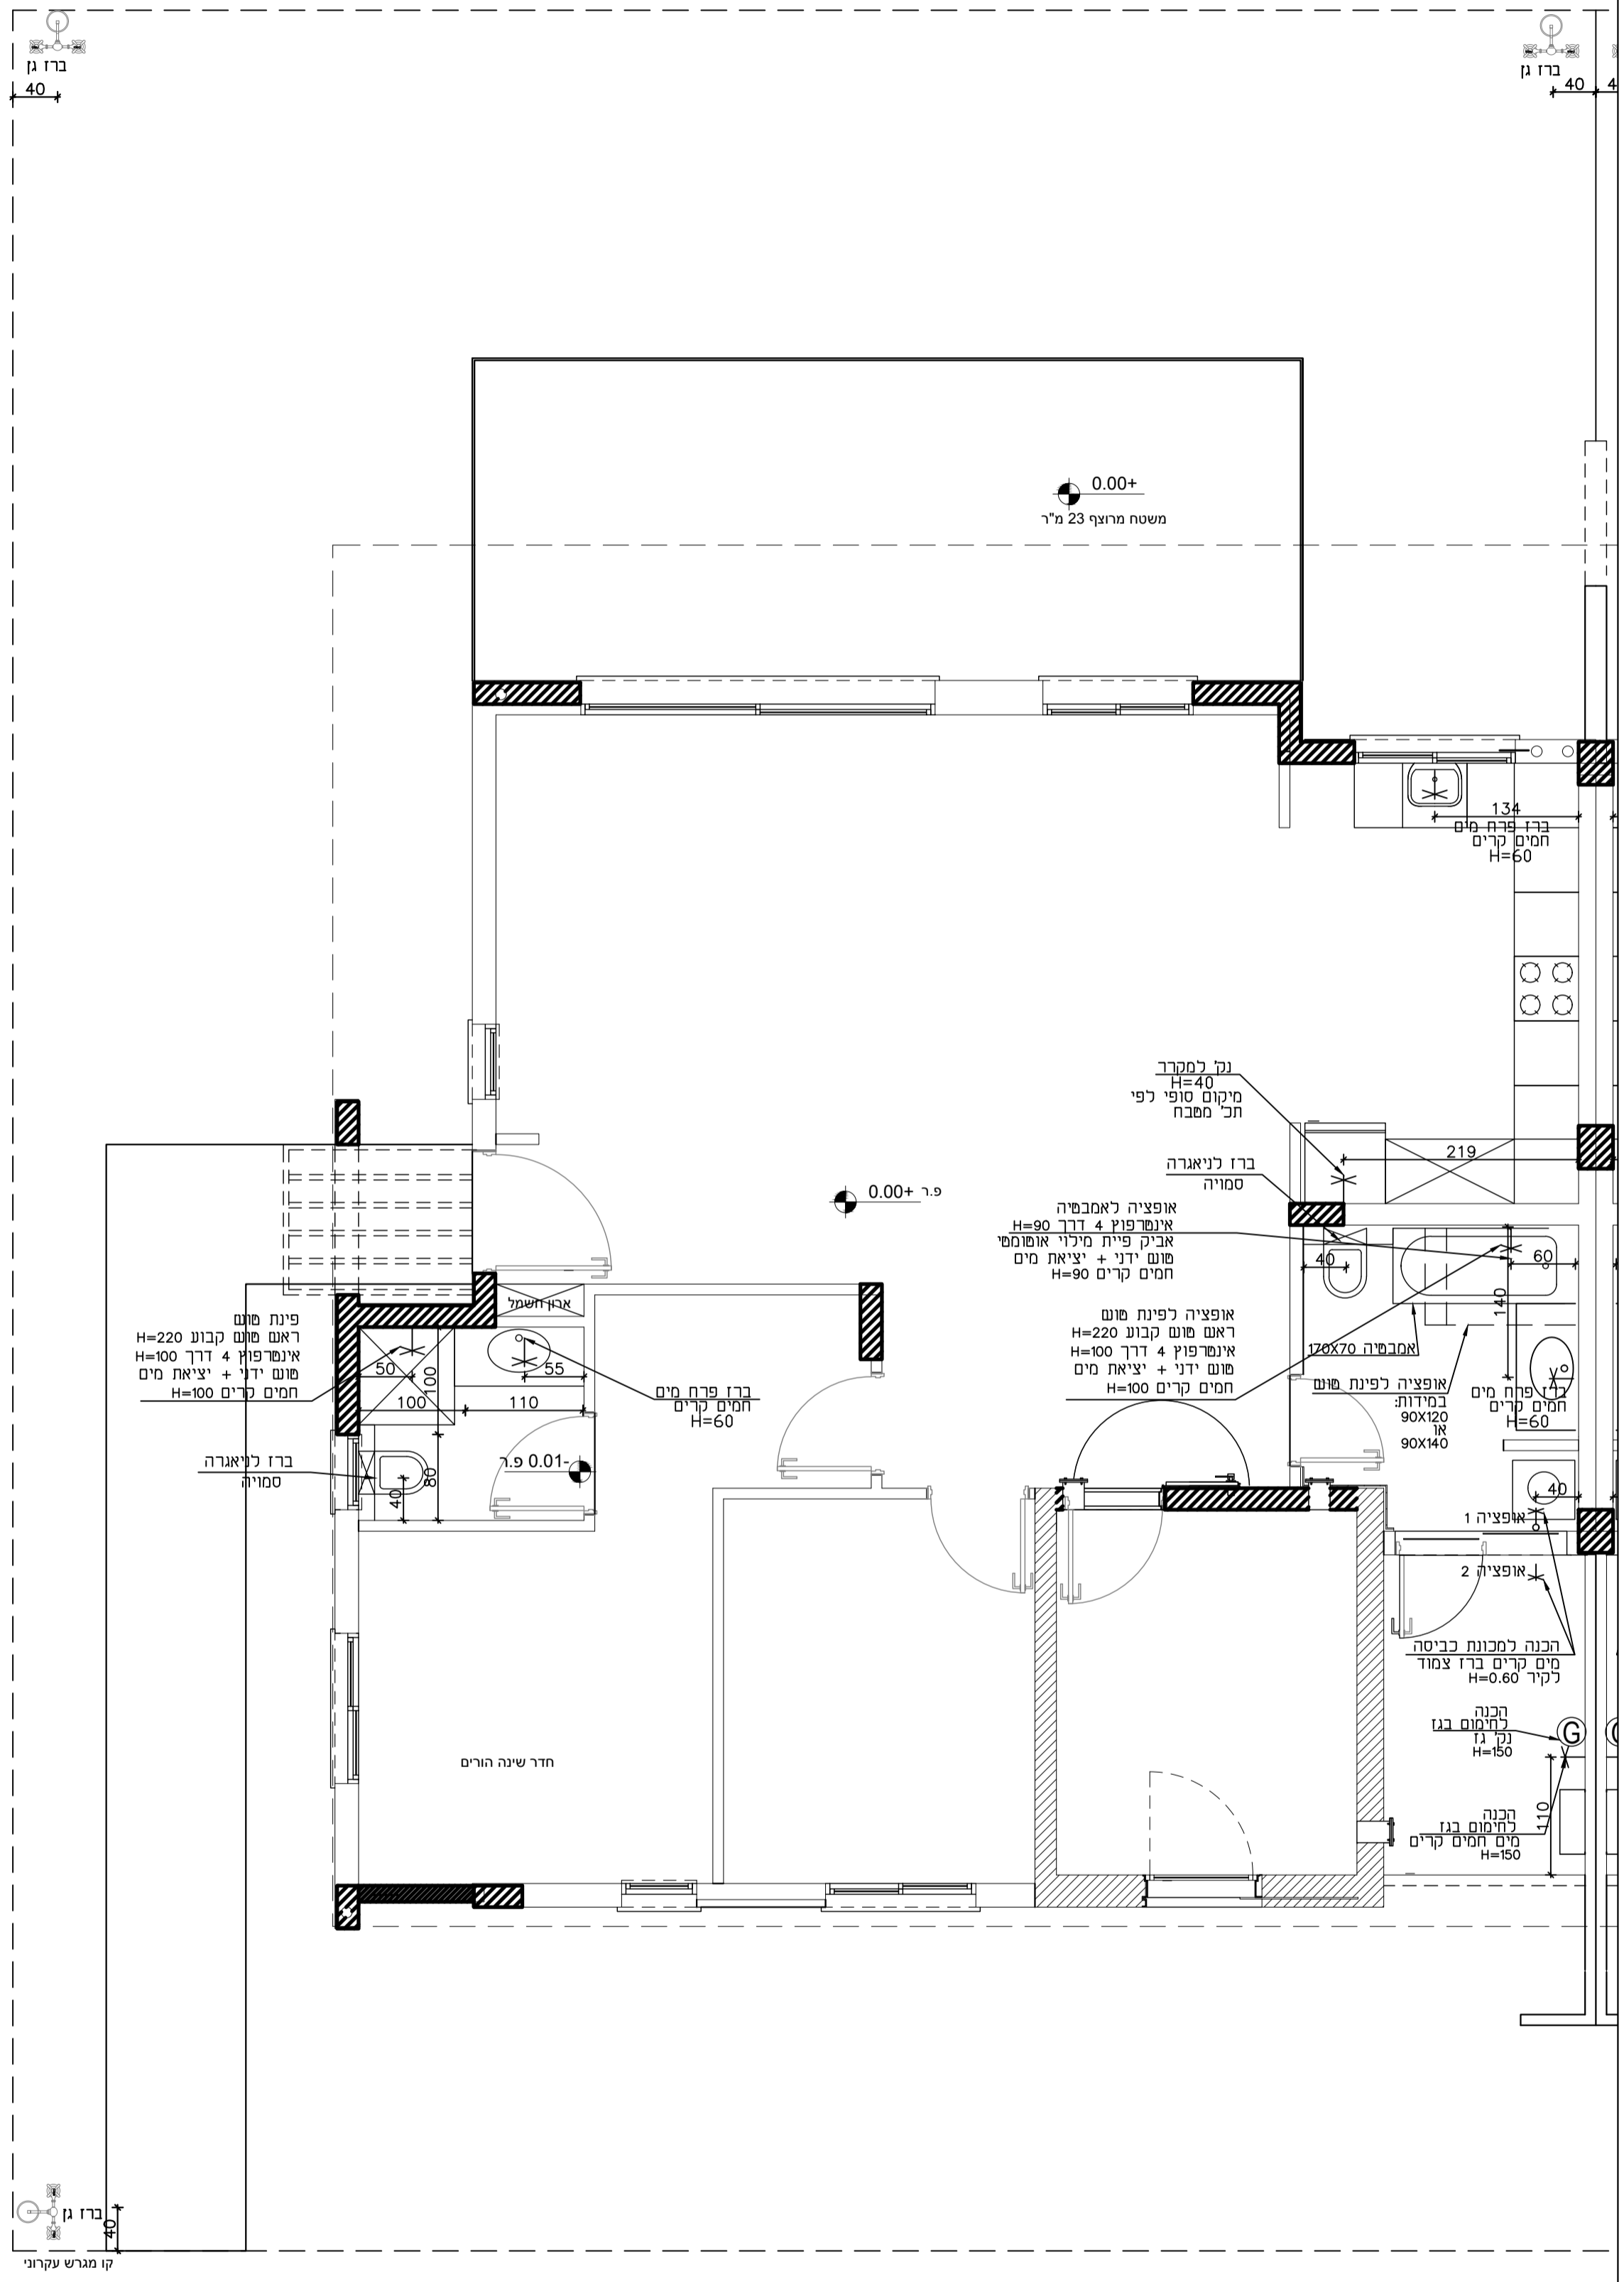 ברז גן
40
ברז גן
40
4
0.00+
משטח מרוצף 23 מ"ר
134
ברז פרח מים
חמים קרים
H=60
נק' למקרר
H=40
מיקום סופי לפי
תכ' מטבח
219
ברז לניאגרה
סמויה
פ.ר +0.00
אופציה לאמבטיה
אינטרפוץ 4 דרך H=90
אביק פיית מילוי אוטומטי
טוש ידני + יציאת מים
חמים קרים H=90
40
60
140
ארון חשמל
פינת טוש
ראש טוש קבוע H=220
אינטרפוץ 4 דרך H=100
טוש ידני + יציאת מים
חמים קרים H=100
50
100
55
100
110
ברז פרח מים
חמים קרים
H=60
אופציה לפינת טוש
ראש טוש קבוע H=220
אינטרפוץ 4 דרך H=100
טוש ידני + יציאת מים
חמים קרים H=100
אמבטיה 170X70
אופציה לפינת טוש
במידות:
90X120
או
90X140
ברז פרח מים
חמים קרים
H=60
ברז לניאגרה
סמויה
80
40
-0.01 פ.ר
40
אופציה 1
אופציה 2
הכנה למכונת כביסה
מים קרים ברז צמוד
לקיר H=0.60
הכנה
לחימום בגז
נק' גז
H=150
G
חדר שינה הורים
הכנה
לחימום בגז
מים חמים קרים
H=150
110
ברז גן
40
קו מגרש עקרוני